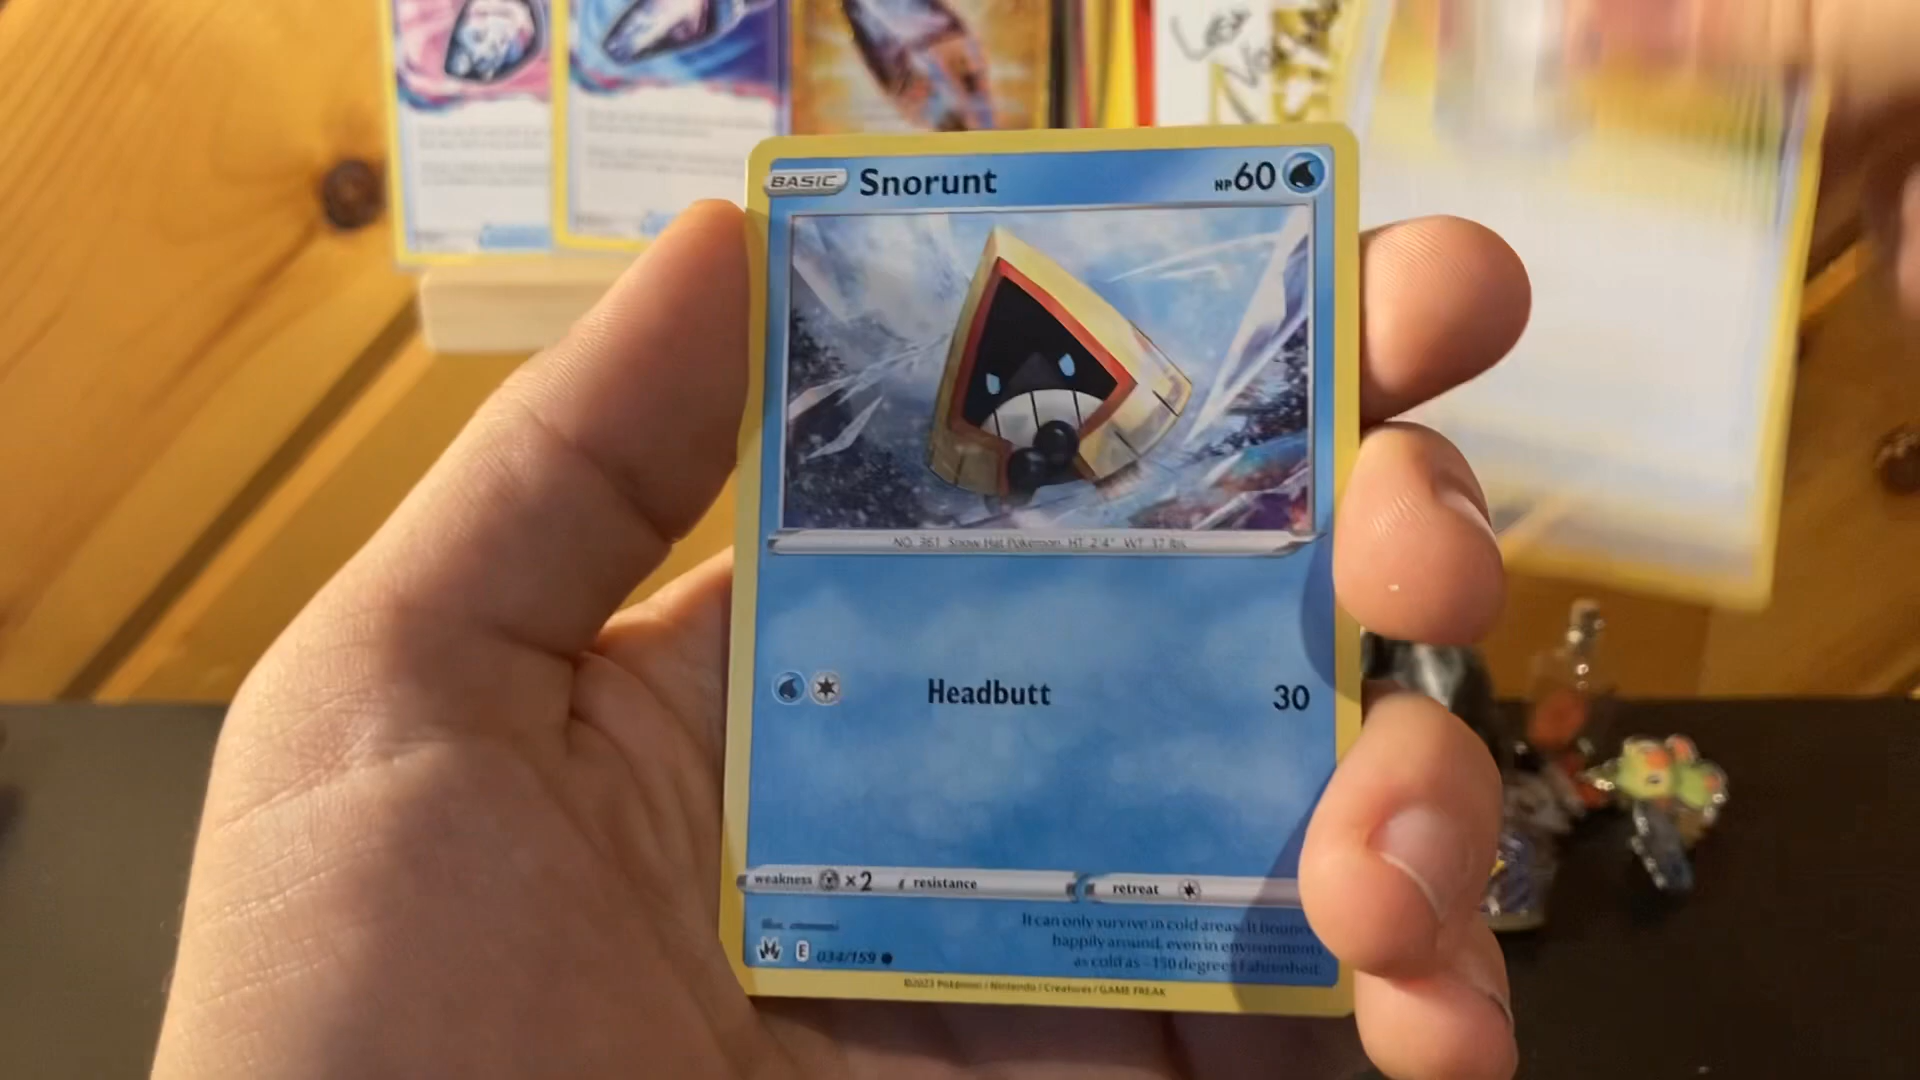 BASIC Snorunt HP60
NO. 361 Snow Hat Pokémon HT: 2'4" WT: 37 lbs.
Headbutt 30
weakness ×2 resistance retreat
Illus.
It can only survive in cold areas. It bounces
happily around, even in environments
as cold as -150 degrees Fahrenheit.
E 034/159
©2023 Pokémon / Nintendo / Creatures / GAME FREAK